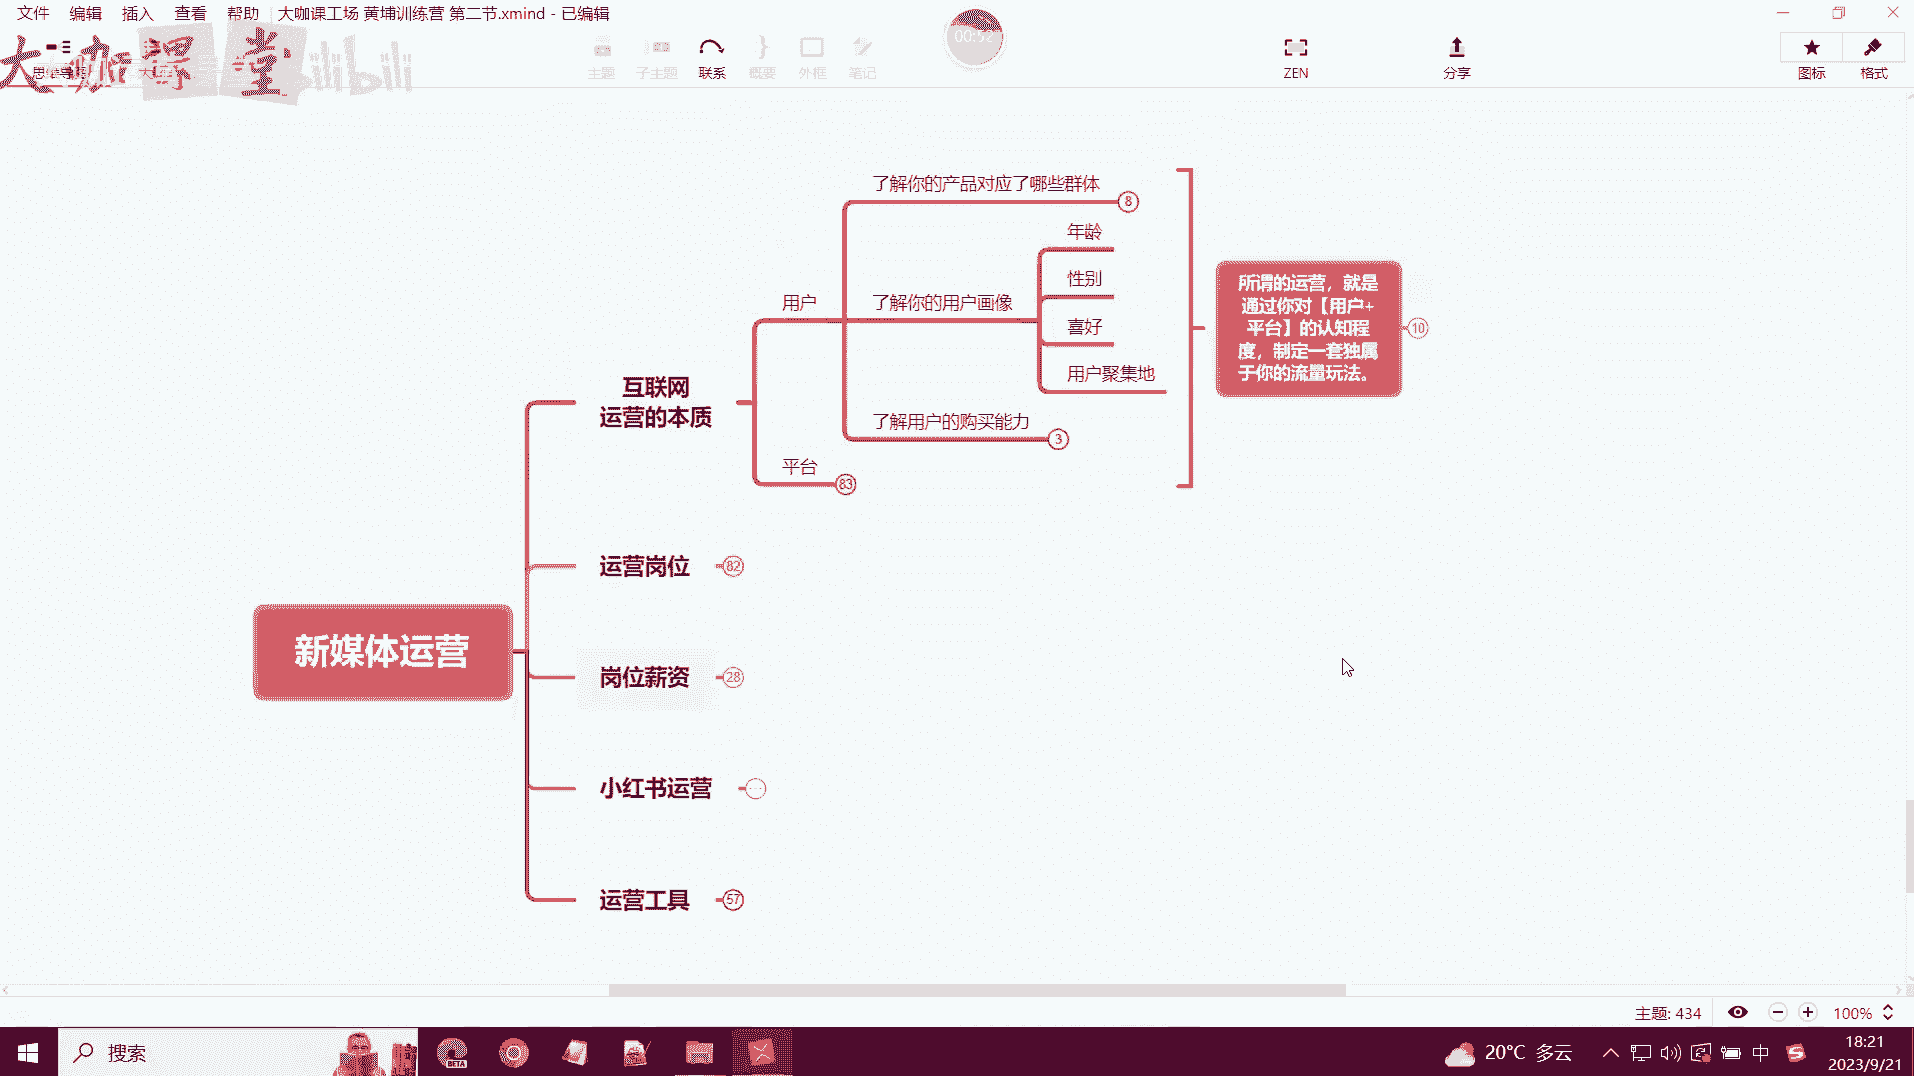 文件 编辑 插入 查看 帮助 大咖课工场 黄埔训练营 第二节.xmind - 已编辑
大咖课堂 bilibili
主题 子主题 联系 概要 外框 笔记
00:52
ZEN 分享 图标 格式
了解你的产品对应了哪些群体
8
年龄
性别
用户
了解你的用户画像
喜好
用户聚集地
所谓的运营，就是
通过你对【用户+
平台】的认知程
度，制定一套独属
于你的流量玩法。
10
互联网
运营的本质
了解用户的购买能力
3
平台
83
运营岗位
82
新媒体运营
岗位薪资
28
小红书运营
运营工具
57
主题: 434
100%
搜索
BETA
20°C 多云
中
18:21
2023/9/21